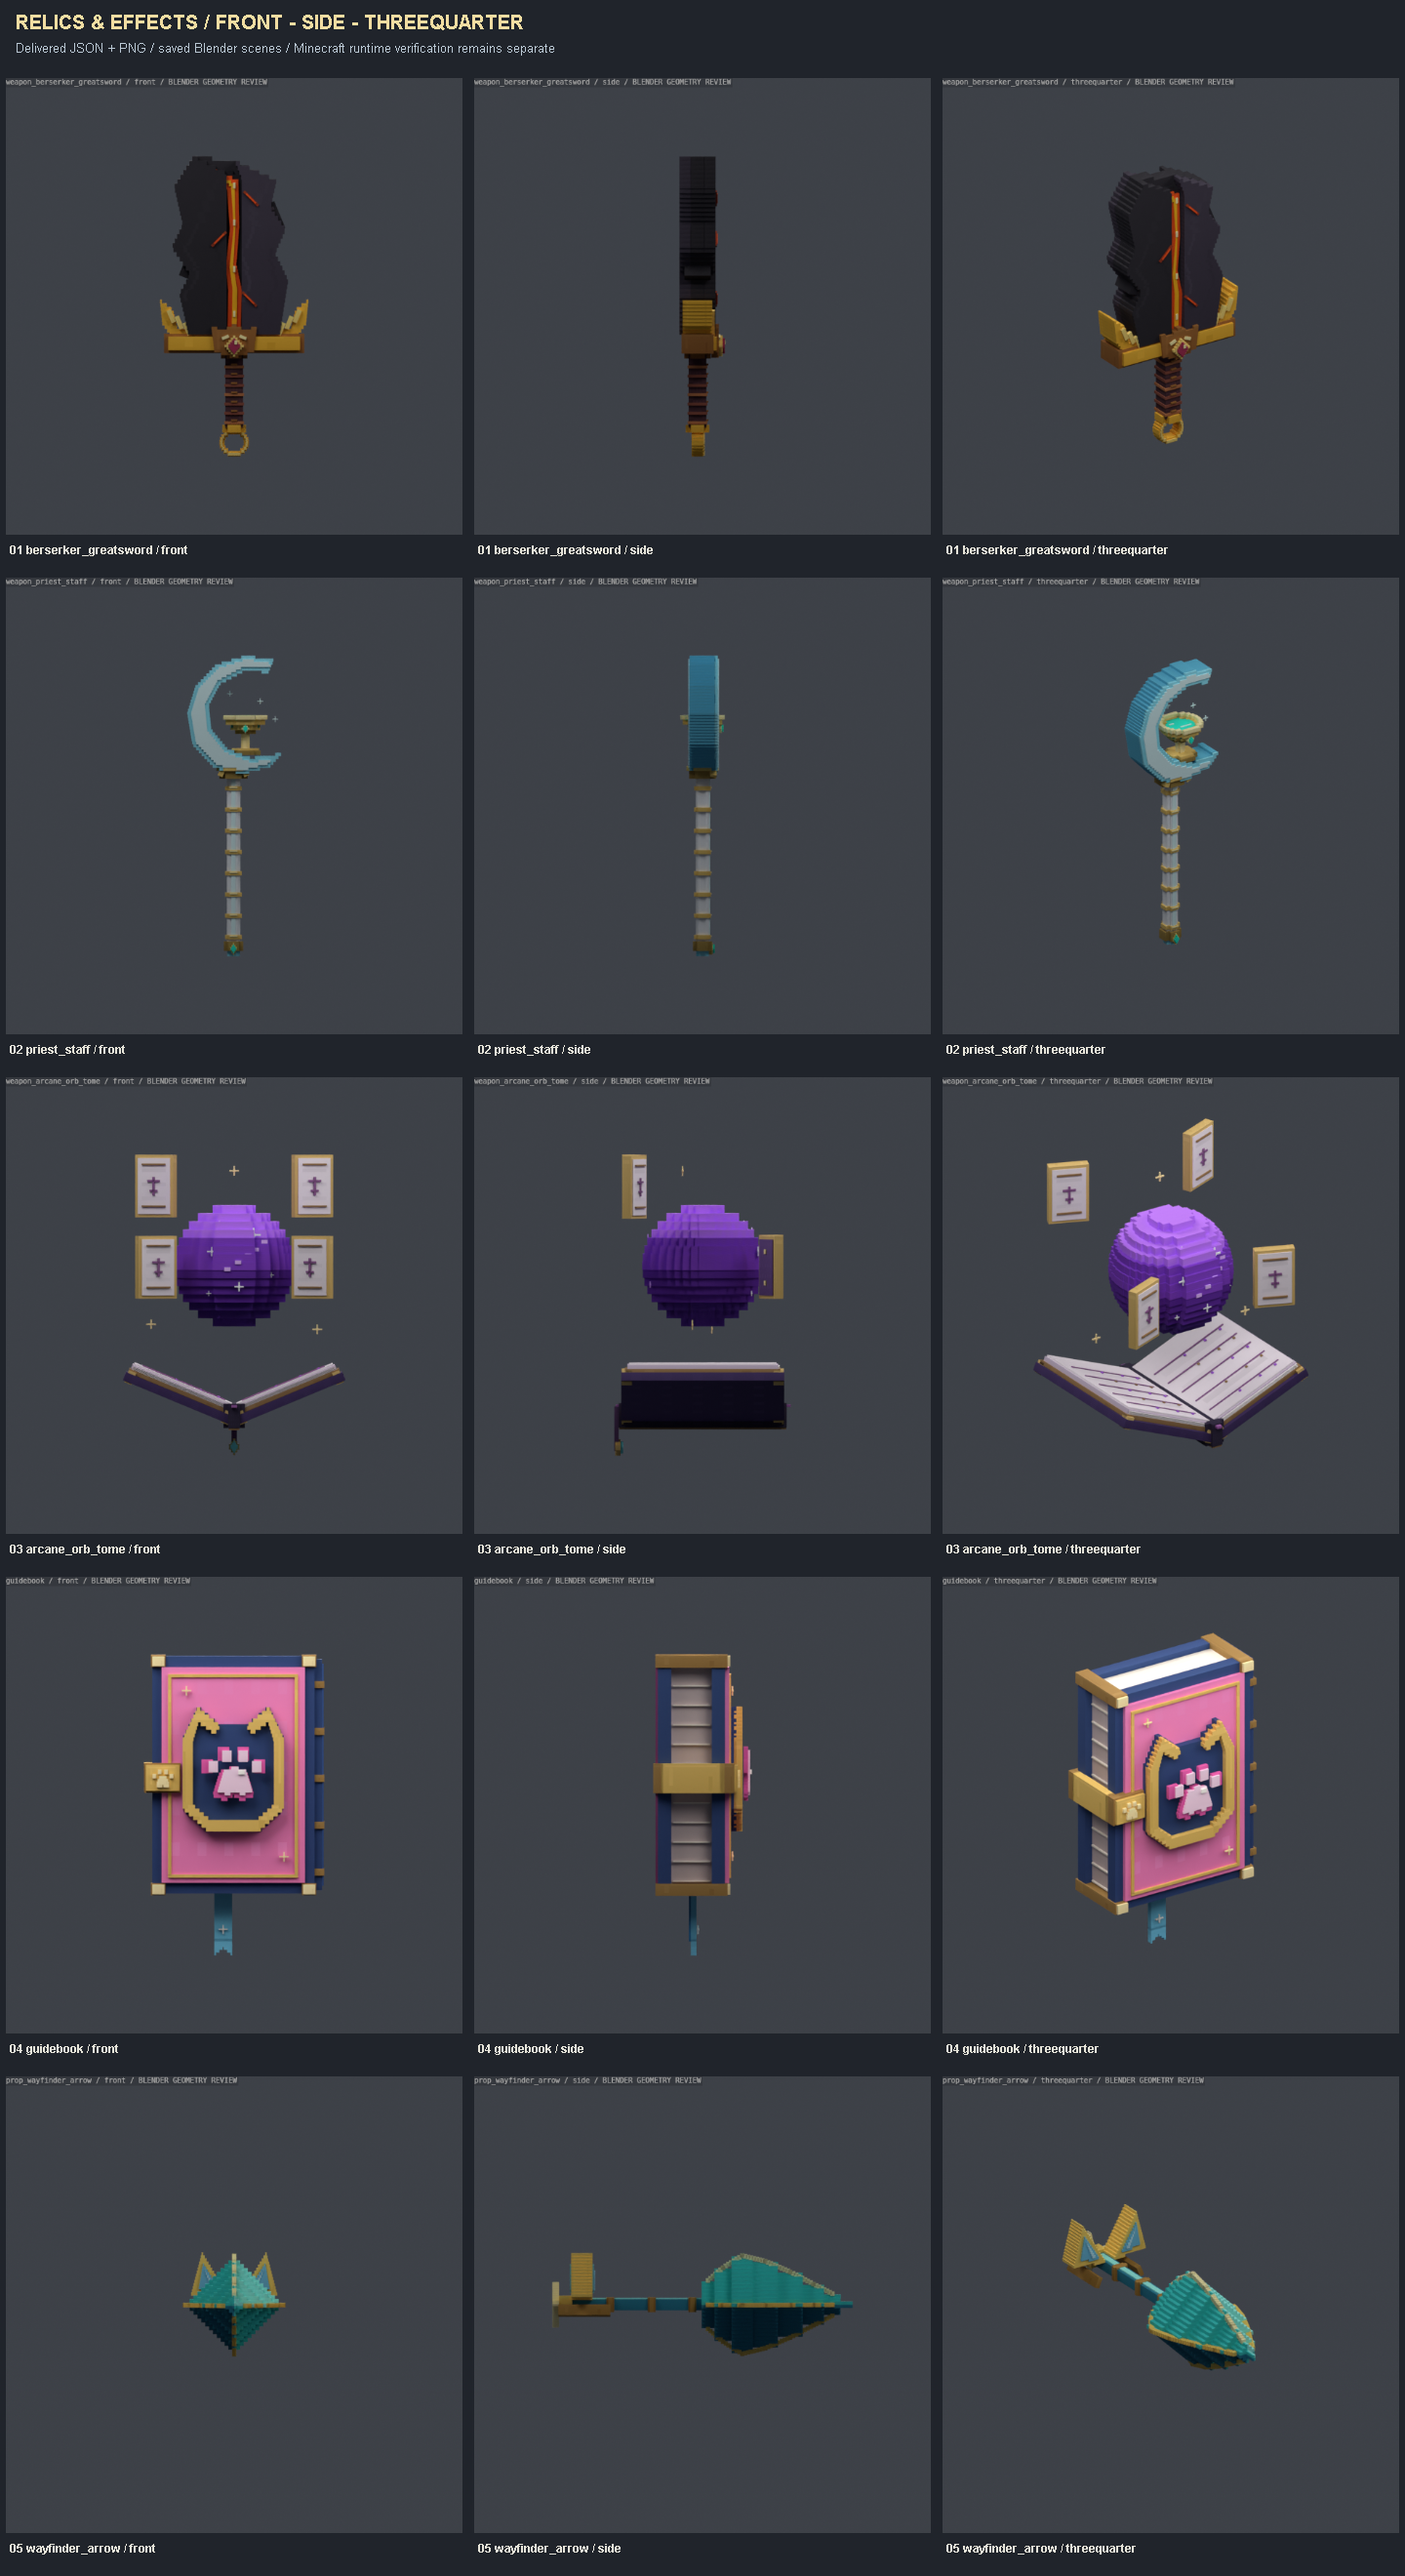 RELICS & EFFECTS / FRONT - SIDE - THREEQUARTER
Delivered JSON + PNG / saved Blender scenes / Minecraft runtime verification remains separate
weapon_berserker_greatsword / front / BLENDER GEOMETRY REVIEW
weapon_berserker_greatsword / side / BLENDER GEOMETRY REVIEW
weapon_berserker_greatsword / threequarter / BLENDER GEOMETRY REVIEW
01 berserker_greatsword / front
01 berserker_greatsword / side
01 berserker_greatsword / threequarter
weapon_priest_staff / front / BLENDER GEOMETRY REVIEW
weapon_priest_staff / side / BLENDER GEOMETRY REVIEW
weapon_priest_staff / threequarter / BLENDER GEOMETRY REVIEW
02 priest_staff / front
02 priest_staff / side
02 priest_staff / threequarter
weapon_arcane_orb_tome / front / BLENDER GEOMETRY REVIEW
weapon_arcane_orb_tome / side / BLENDER GEOMETRY REVIEW
weapon_arcane_orb_tome / threequarter / BLENDER GEOMETRY REVIEW
03 arcane_orb_tome / front
03 arcane_orb_tome / side
03 arcane_orb_tome / threequarter
guidebook / front / BLENDER GEOMETRY REVIEW
guidebook / side / BLENDER GEOMETRY REVIEW
guidebook / threequarter / BLENDER GEOMETRY REVIEW
04 guidebook / front
04 guidebook / side
04 guidebook / threequarter
prop_wayfinder_arrow / front / BLENDER GEOMETRY REVIEW
prop_wayfinder_arrow / side / BLENDER GEOMETRY REVIEW
prop_wayfinder_arrow / threequarter / BLENDER GEOMETRY REVIEW
05 wayfinder_arrow / front
05 wayfinder_arrow / side
05 wayfinder_arrow / threequarter